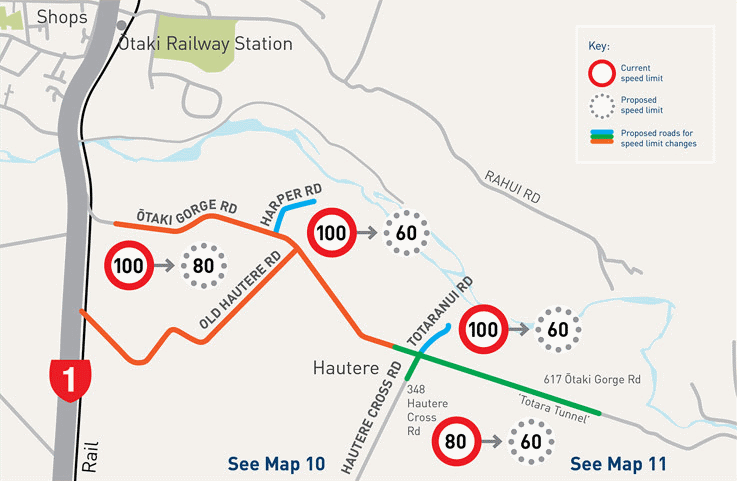 Shops
Ōtaki Railway Station
Key:
Current
speed limit
Proposed
speed limit
Proposed roads for
speed limit changes
RAHUI RD
HARPER RD
ŌTAKI GORGE RD
100
60
100
80
OLD HAUTERE RD
TOTARANUI RD
100
60
1
Hautere
617 Ōtaki Gorge Rd
'Totara Tunnel'
348
Hautere
Cross
Rd
HAUTERE CROSS RD
80
60
Rail
See Map 10
See Map 11